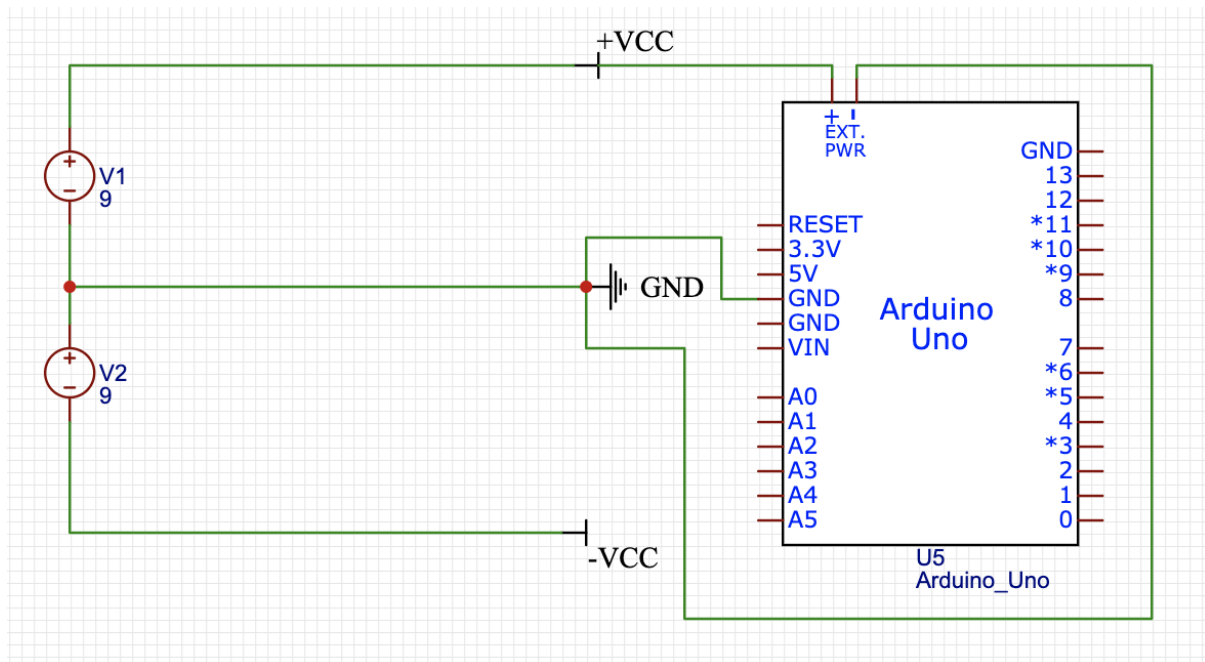 +VCC
+ -
EXT.
PWR
+
V1
-
9
GND
13
12
*11
*10
*9
8
7
*6
*5
4
*3
2
1
0
RESET
3.3V
5V
GND
GND
VIN
A0
A1
A2
A3
A4
A5
Arduino
Uno
GND
+
V2
-
9
-VCC
U5
Arduino_Uno